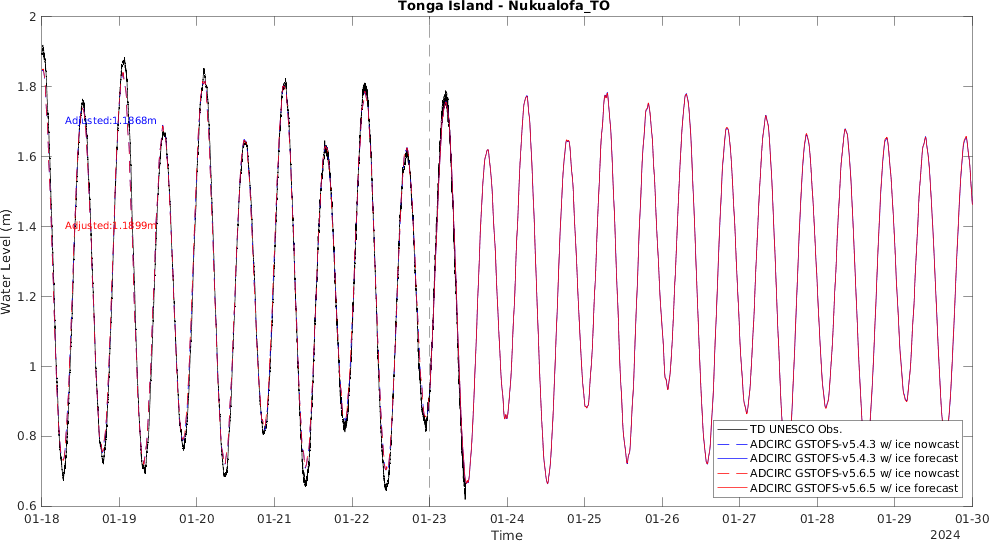 Tonga Island - Nukualofa_TO
2
1.8
1.6
1.4
1.2
1
0.8
0.6
Water Level (m)
Adjusted:1.1868m
Adjusted:1.1899m
TD UNESCO Obs.
ADCIRC GSTOFS-v5.4.3 w/ ice nowcast
ADCIRC GSTOFS-v5.4.3 w/ ice forecast
ADCIRC GSTOFS-v5.6.5 w/ ice nowcast
ADCIRC GSTOFS-v5.6.5 w/ ice forecast
01-18 01-19 01-20 01-21 01-22 01-23 01-24 01-25 01-26 01-27 01-28 01-29 01-30
Time
2024